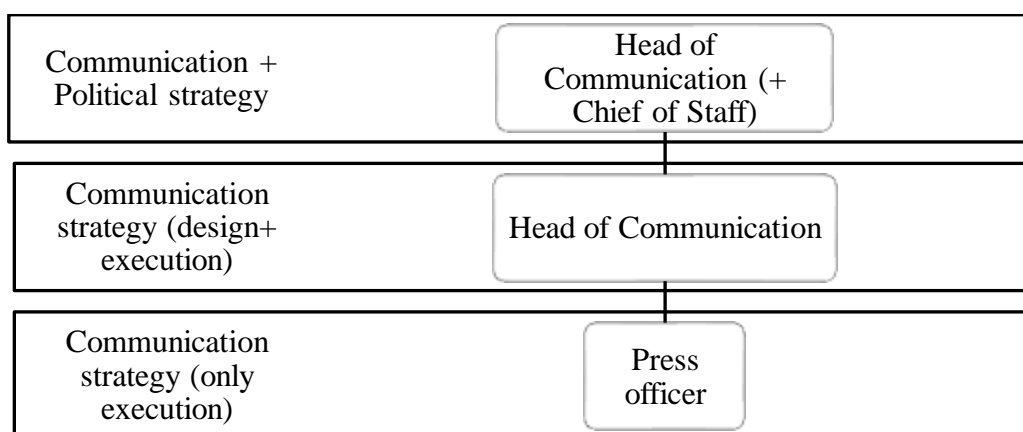 Communication +
Political strategy
Head of
Communication (+
Chief of Staff)
Communication
strategy (design+
execution)
Head of Communication
Communication
strategy (only
execution)
Press
officer